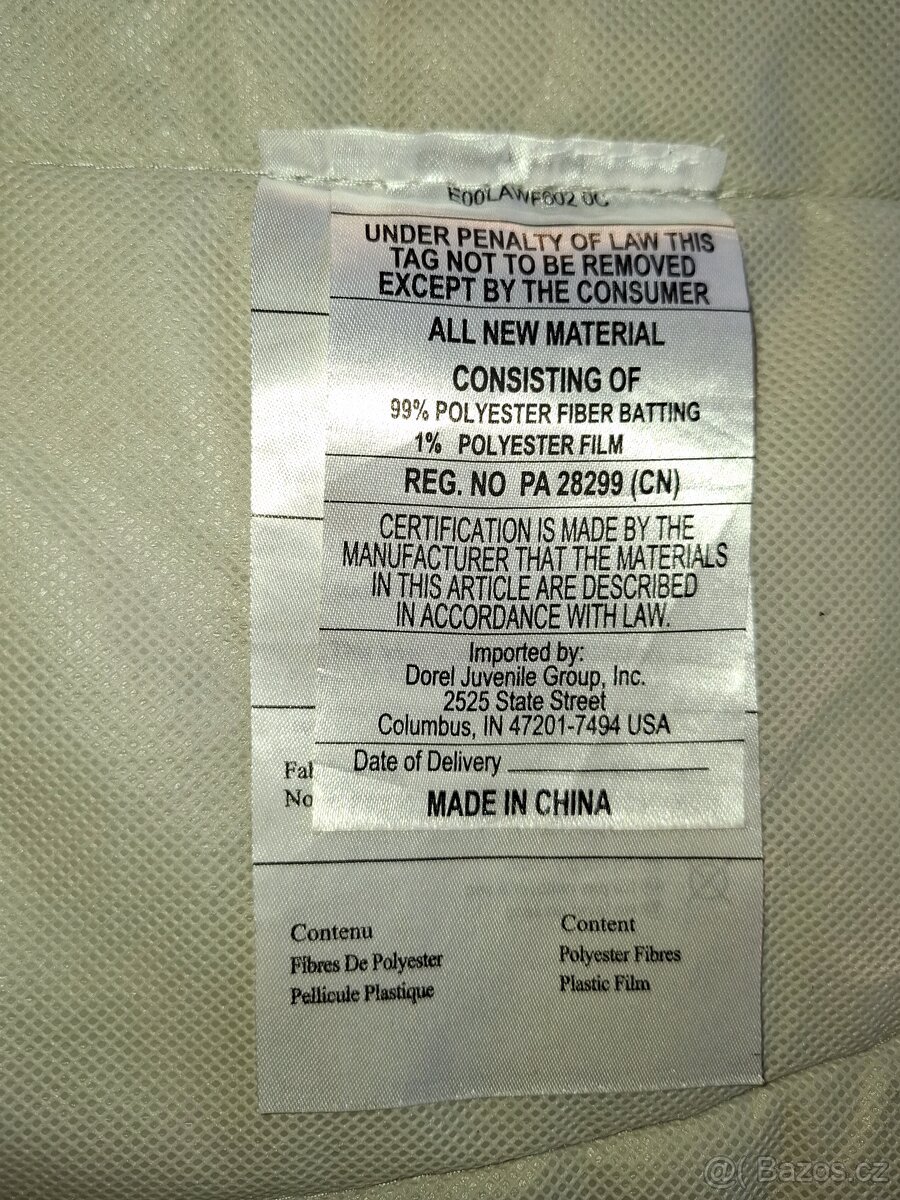 UNDER PENALTY OF LAW THIS
TAG NOT TO BE REMOVED
EXCEPT BY THE CONSUMER
ALL NEW MATERIAL
CONSISTING OF
99% POLYESTER FIBER BATTING
1% POLYESTER FILM
REG. NO PA 28299 (CN)
CERTIFICATION IS MADE BY THE
MANUFACTURER THAT THE MATERIALS
IN THIS ARTICLE ARE DESCRIBED
IN ACCORDANCE WITH LAW.
Imported by:
Dorel Juvenile Group, Inc.
2525 State Street
Columbus, IN 47201-7494 USA
Date of Delivery
MADE IN CHINA
Fab
No
Contenu
Fibres De Polyester
Pellicule Plastique
Content
Polyester Fibres
Plastic Film
Bazos.cz